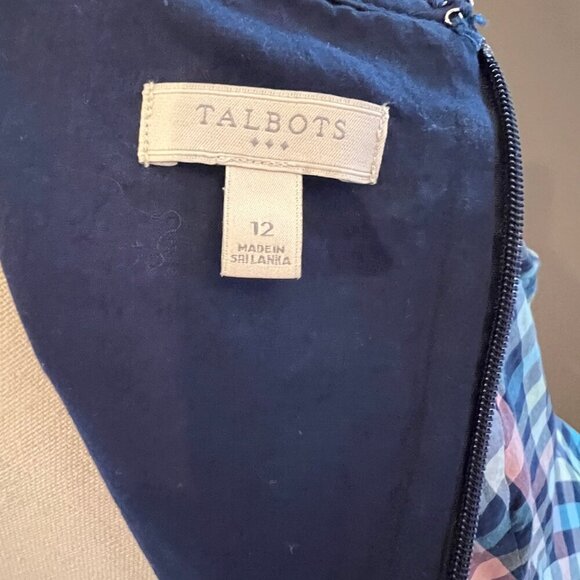 TALBOTS
12
MADE IN
SRI LANKA